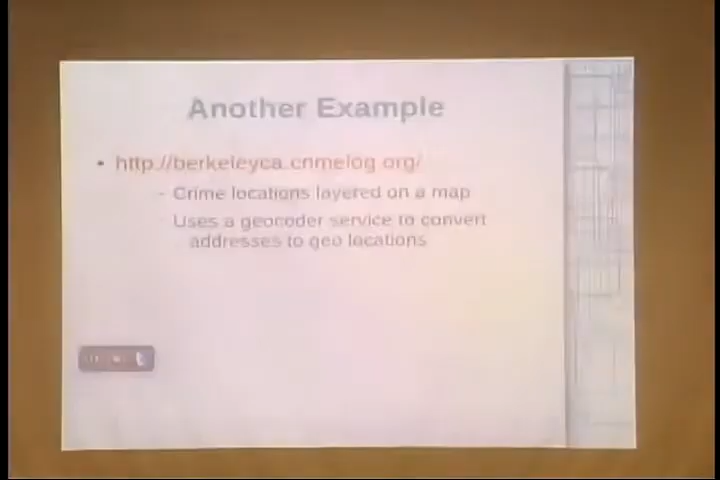 Another Example
• http://berkeleyca.crimelog.org/
– Crime locations layered on a map
Uses a geocoder service to convert
addresses to geo locations